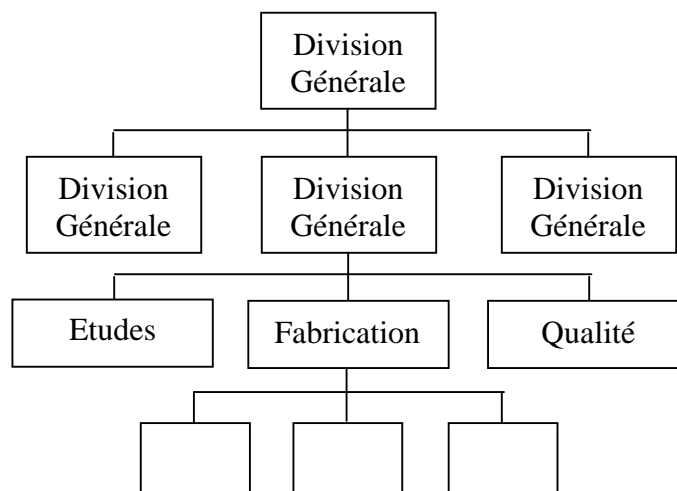 Division
Générale
Division
Générale
Division
Générale
Division
Générale
Etudes
Fabrication
Qualité